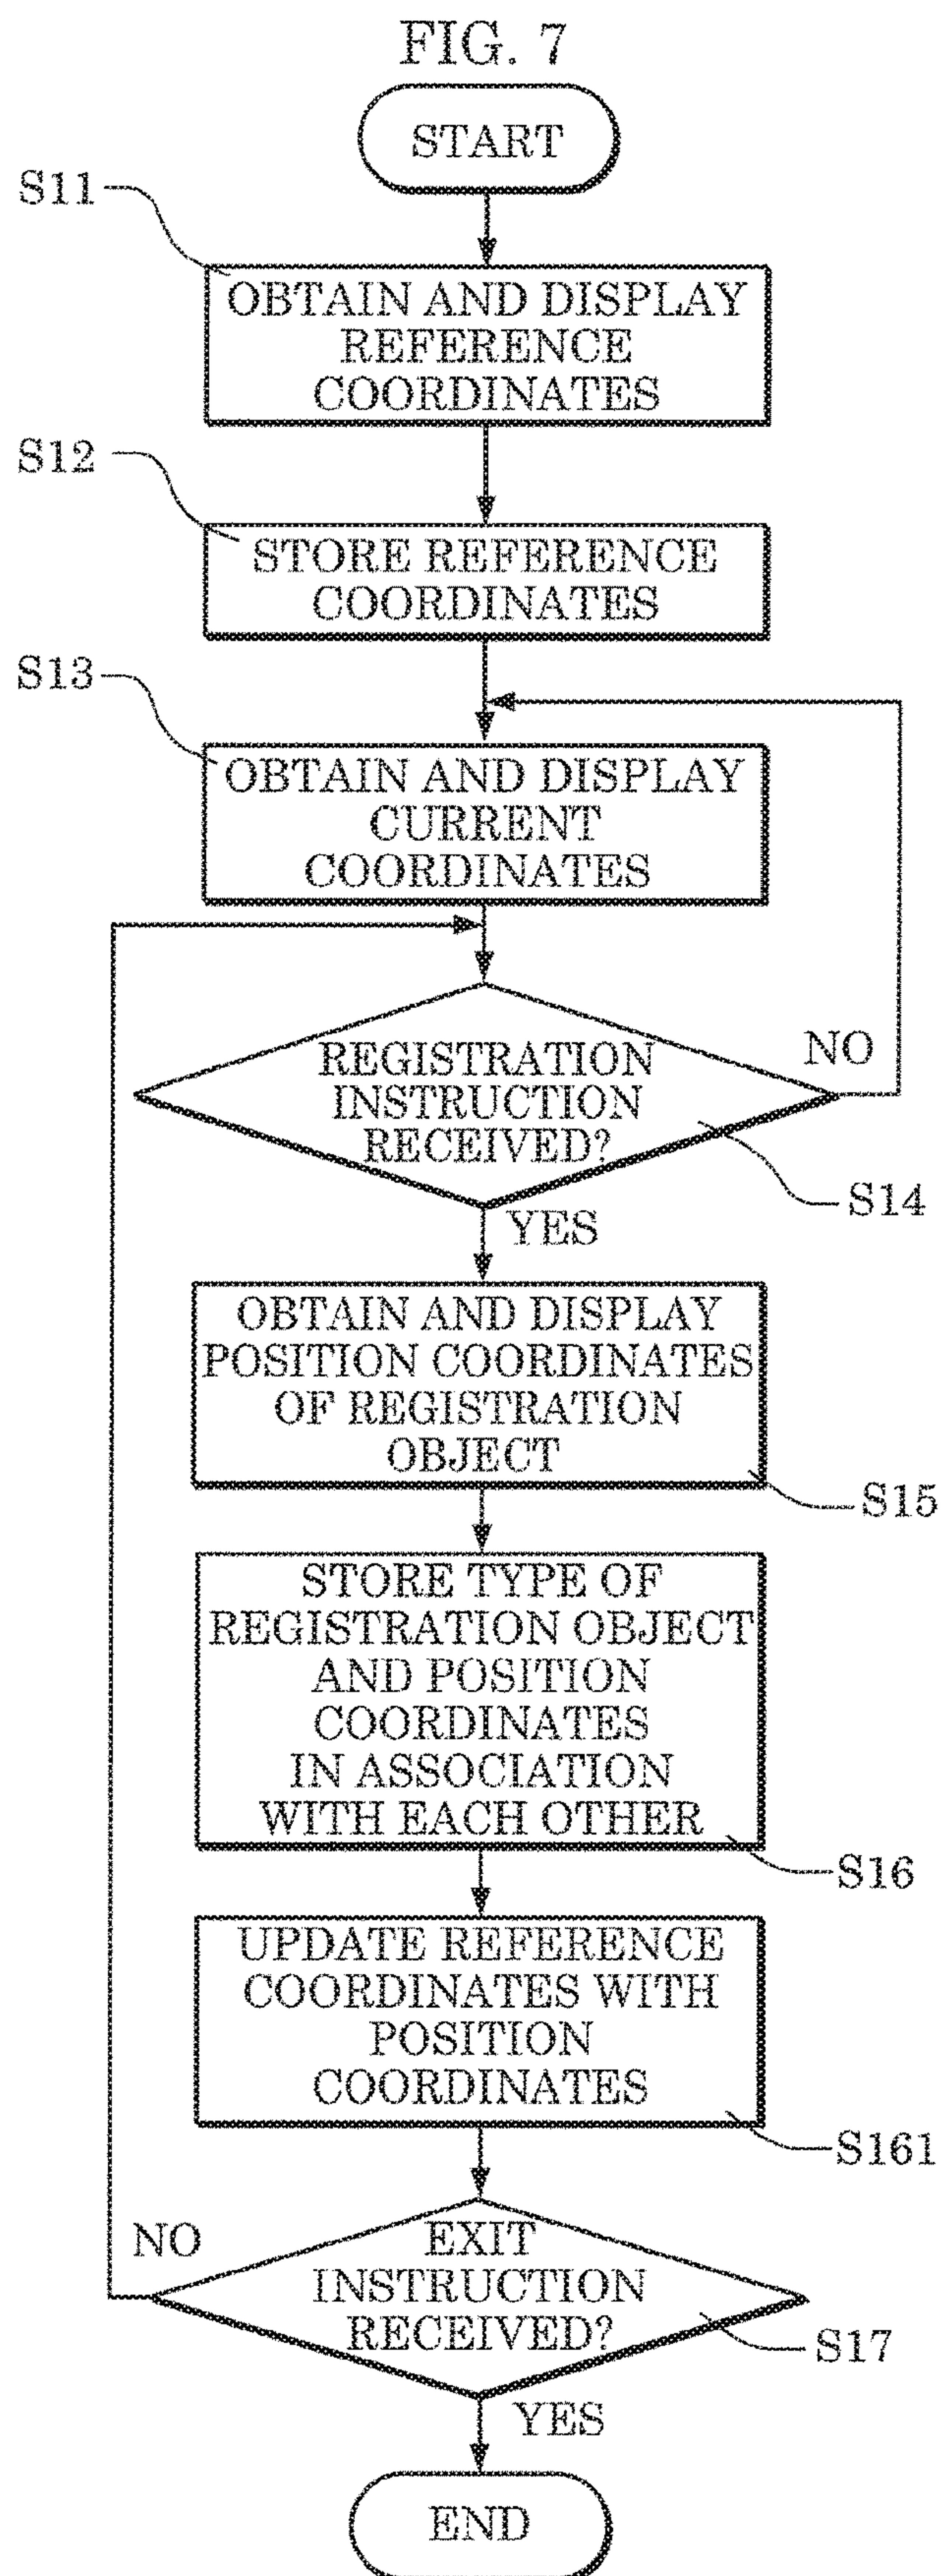 FIG. 7
START
S11
OBTAIN AND DISPLAY
REFERENCE
COORDINATES
S12
STORE REFERENCE
COORDINATES
S13
OBTAIN AND DISPLAY
CURRENT
COORDINATES
REGISTRATION
INSTRUCTION
RECEIVED?
NO
S14
YES
OBTAIN AND DISPLAY
POSITION COORDINATES
OF REGISTRATION
OBJECT
S15
STORE TYPE OF
REGISTRATION OBJECT
AND POSITION
COORDINATES
IN ASSOCIATION
WITH EACH OTHER
S16
UPDATE REFERENCE
COORDINATES WITH
POSITION
COORDINATES
S161
NO
EXIT
INSTRUCTION
RECEIVED?
S17
YES
END